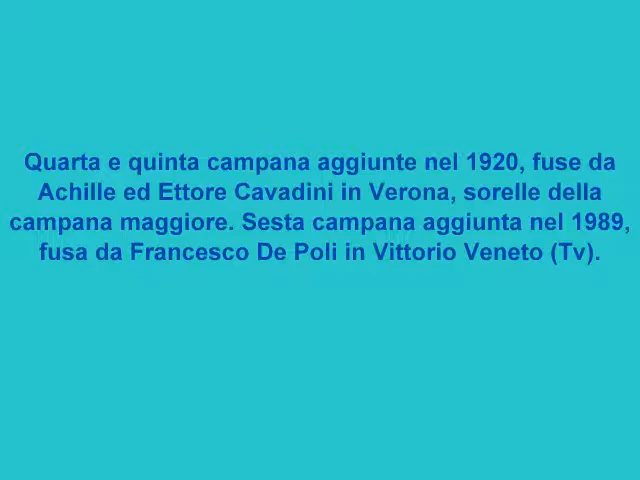 Quarta e quinta campana aggiunte nel 1920, fuse da
Achille ed Ettore Cavadini in Verona, sorelle della
campana maggiore. Sesta campana aggiunta nel 1989,
fusa da Francesco De Poli in Vittorio Veneto (Tv).